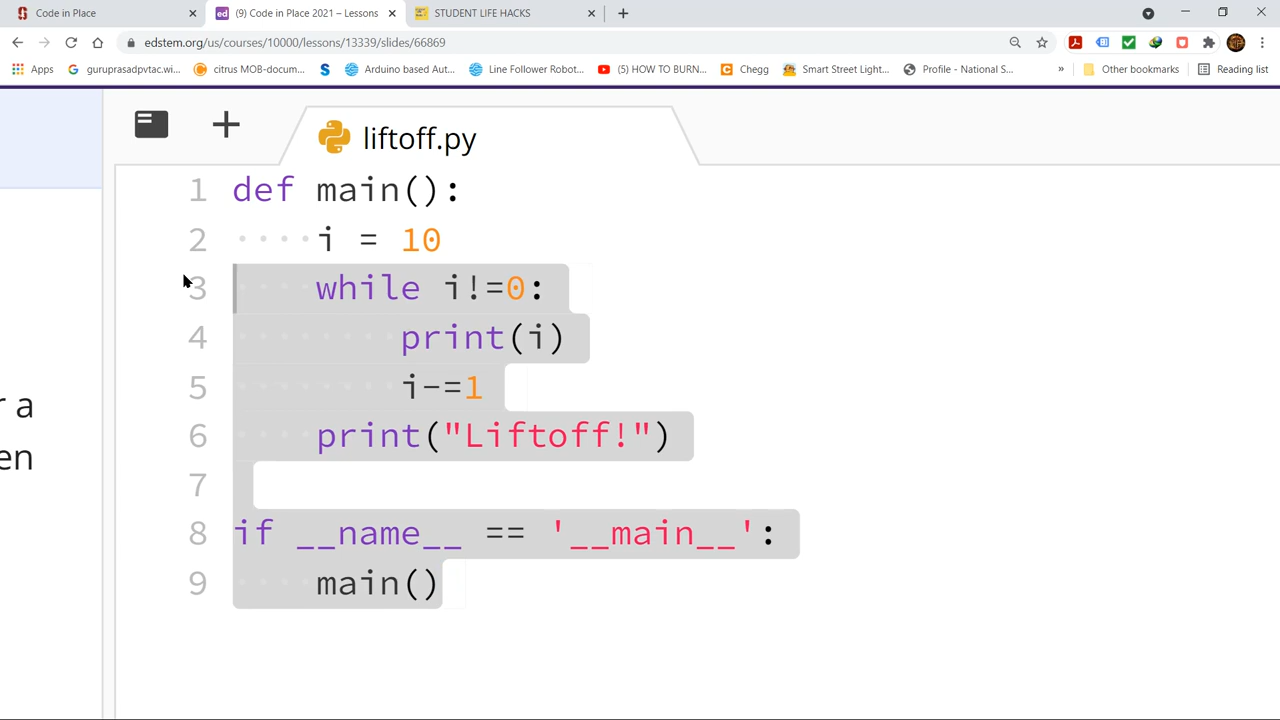 Code in Place
(9) Code in Place 2021 – Lessons
STUDENT LIFE HACKS
edstem.org/us/courses/10000/lessons/13339/slides/66869
Apps
guruprasadpvtac.wi...
citrus MOB-docum...
Arduino based Aut...
Line Follower Robot...
(5) HOW TO BURN...
Chegg
Smart Street Light...
Profile - National S...
»
Other bookmarks
Reading list
liftoff.py
1 def main():
2 i = 10
3 while i!=0:
4 print(i)
5 i-=1
6 print("Liftoff!")
7
8 if __name__ == '__main__':
9 main()
r a
en